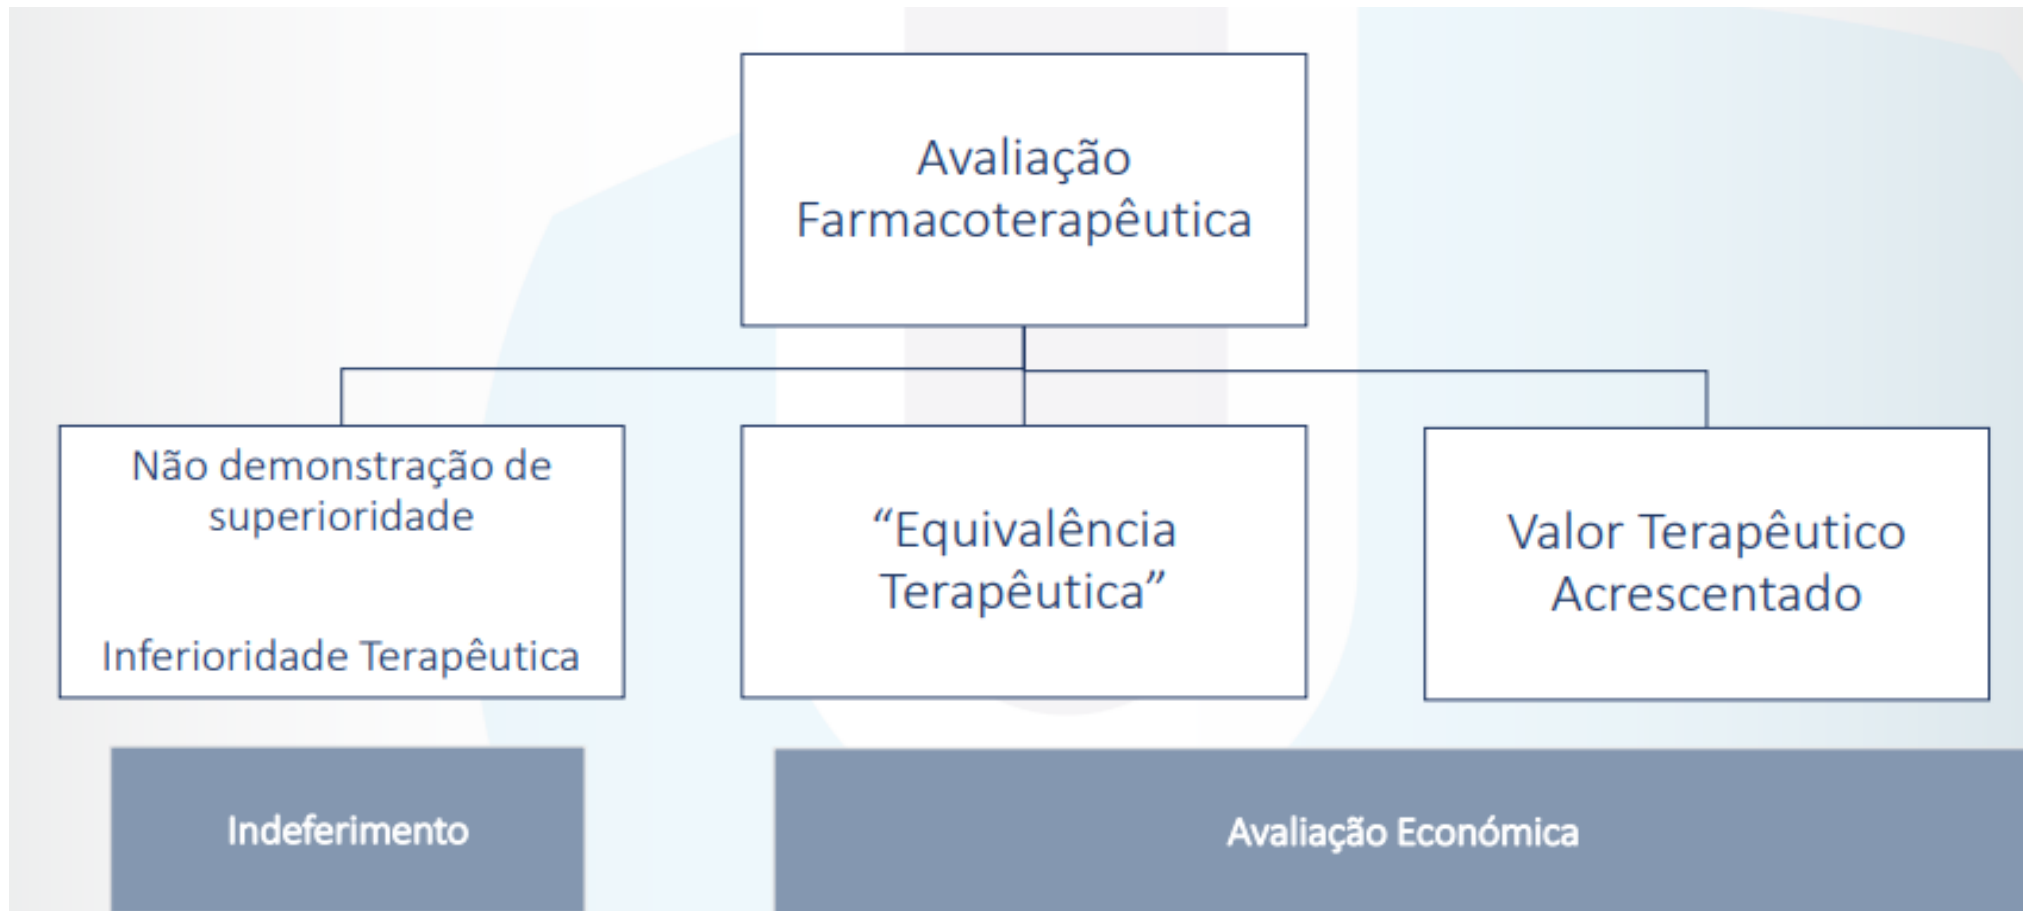 Avaliação
Farmacoterapêutica
Não demonstração de
superioridade
Inferioridade Terapêutica
“Equivalência
Terapêutica”
Valor Terapêutico
Acrescentado
Indeferimento
Avaliação Económica